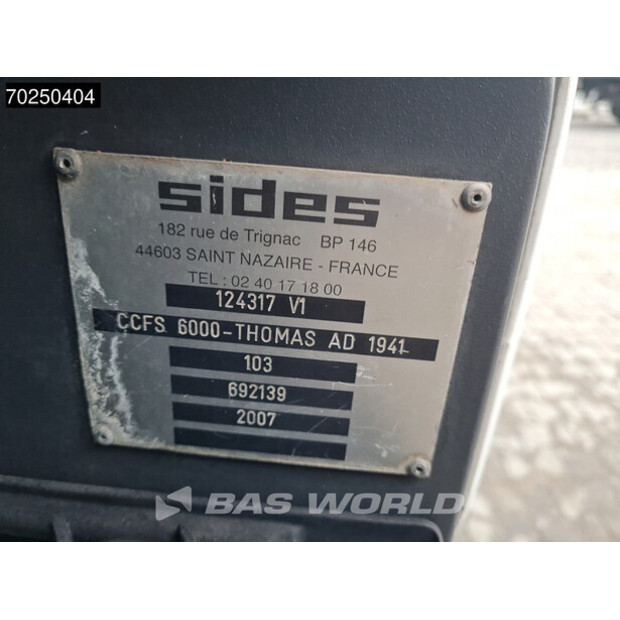 70250404
sides
182 rue de Trignac BP 146
44603 SAINT NAZAIRE - FRANCE
TEL : 02 40 17 18 00
124317 V1
CCFS 6000-THOMAS AD 1941
103
692139
2007
BAS WORLD